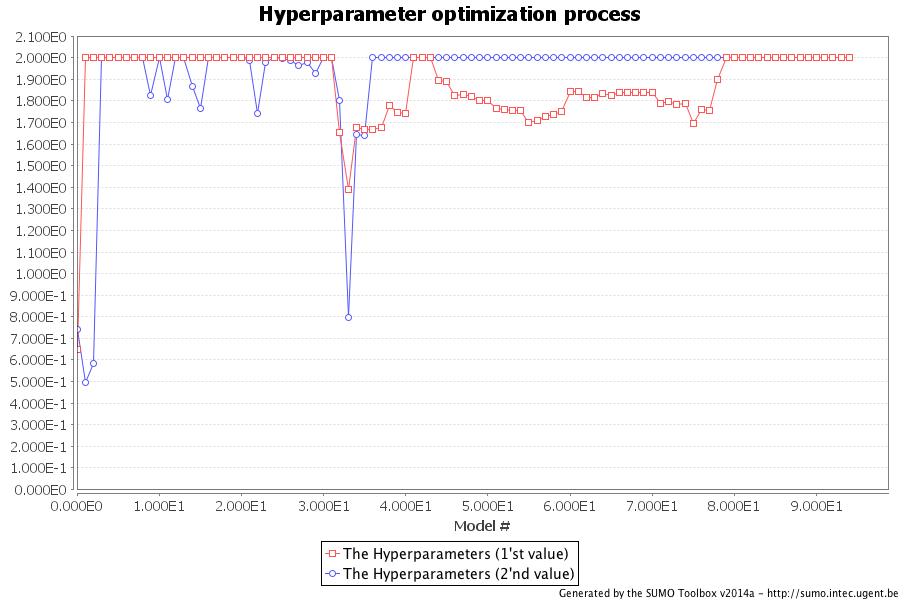 Hyperparameter optimization process
2.100E0
2.000E0
1.900E0
1.800E0
1.700E0
1.600E0
1.500E0
1.400E0
1.300E0
1.200E0
1.100E0
1.000E0
9.000E-1
8.000E-1
7.000E-1
6.000E-1
5.000E-1
4.000E-1
3.000E-1
2.000E-1
1.000E-1
0.000E0
0.000E0 1.000E1 2.000E1 3.000E1 4.000E1 5.000E1 6.000E1 7.000E1 8.000E1 9.000E1
Model #
The Hyperparameters (1'st value)
The Hyperparameters (2'nd value)
Generated by the SUMO Toolbox v2014a - http://sumo.intec.ugent.be